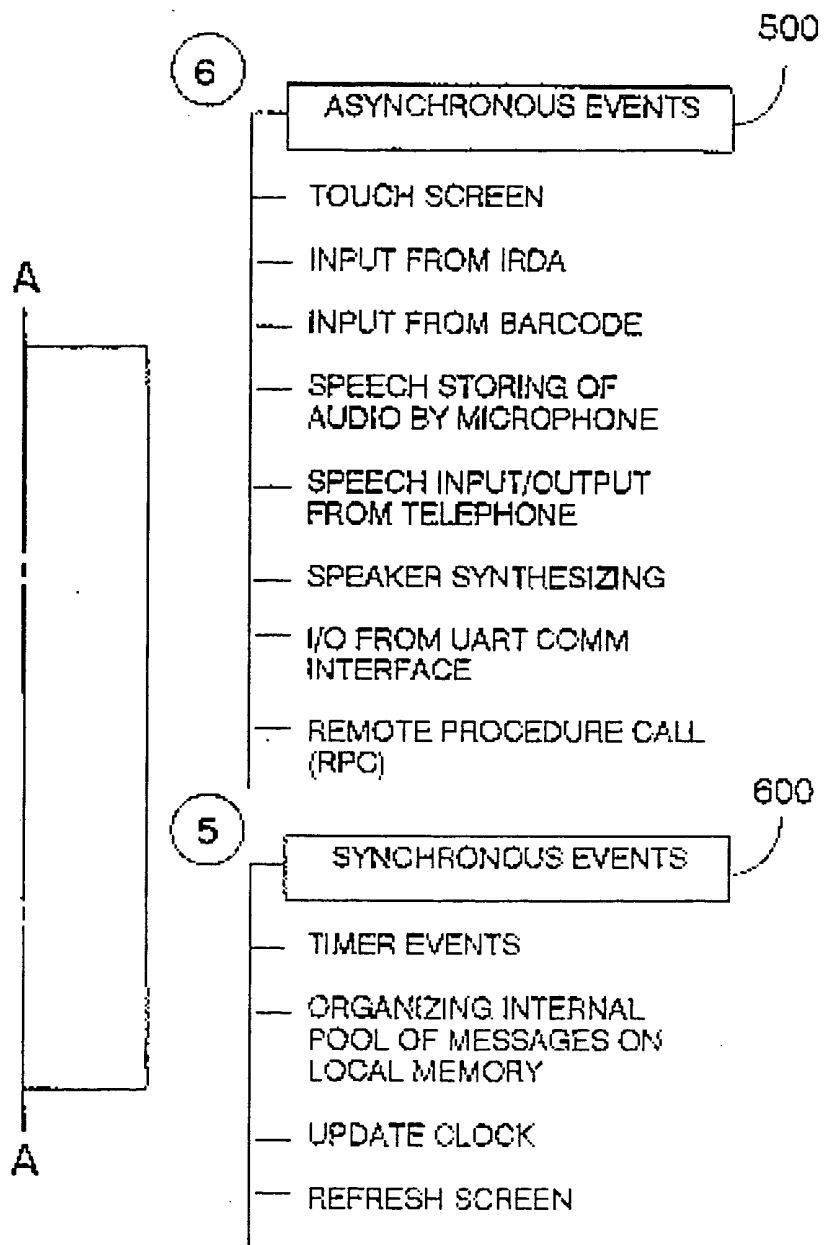 500
6
ASYNCHRONOUS EVENTS
TOUCH SCREEN
INPUT FROM IRDA
A
INPUT FROM BARCODE
SPEECH STORING OF
AUDIO BY MICROPHONE
SPEECH INPUT/OUTPUT
FROM TELEPHONE
SPEAKER SYNTHESIZING
I/O FROM UART COMM
INTERFACE
REMOTE PROCEDURE CALL
(RPC)
600
5
SYNCHRONOUS EVENTS
TIMER EVENTS
ORGANIZING INTERNAL
POOL OF MESSAGES ON
LOCAL MEMORY
UPDATE CLOCK
A
REFRESH SCREEN